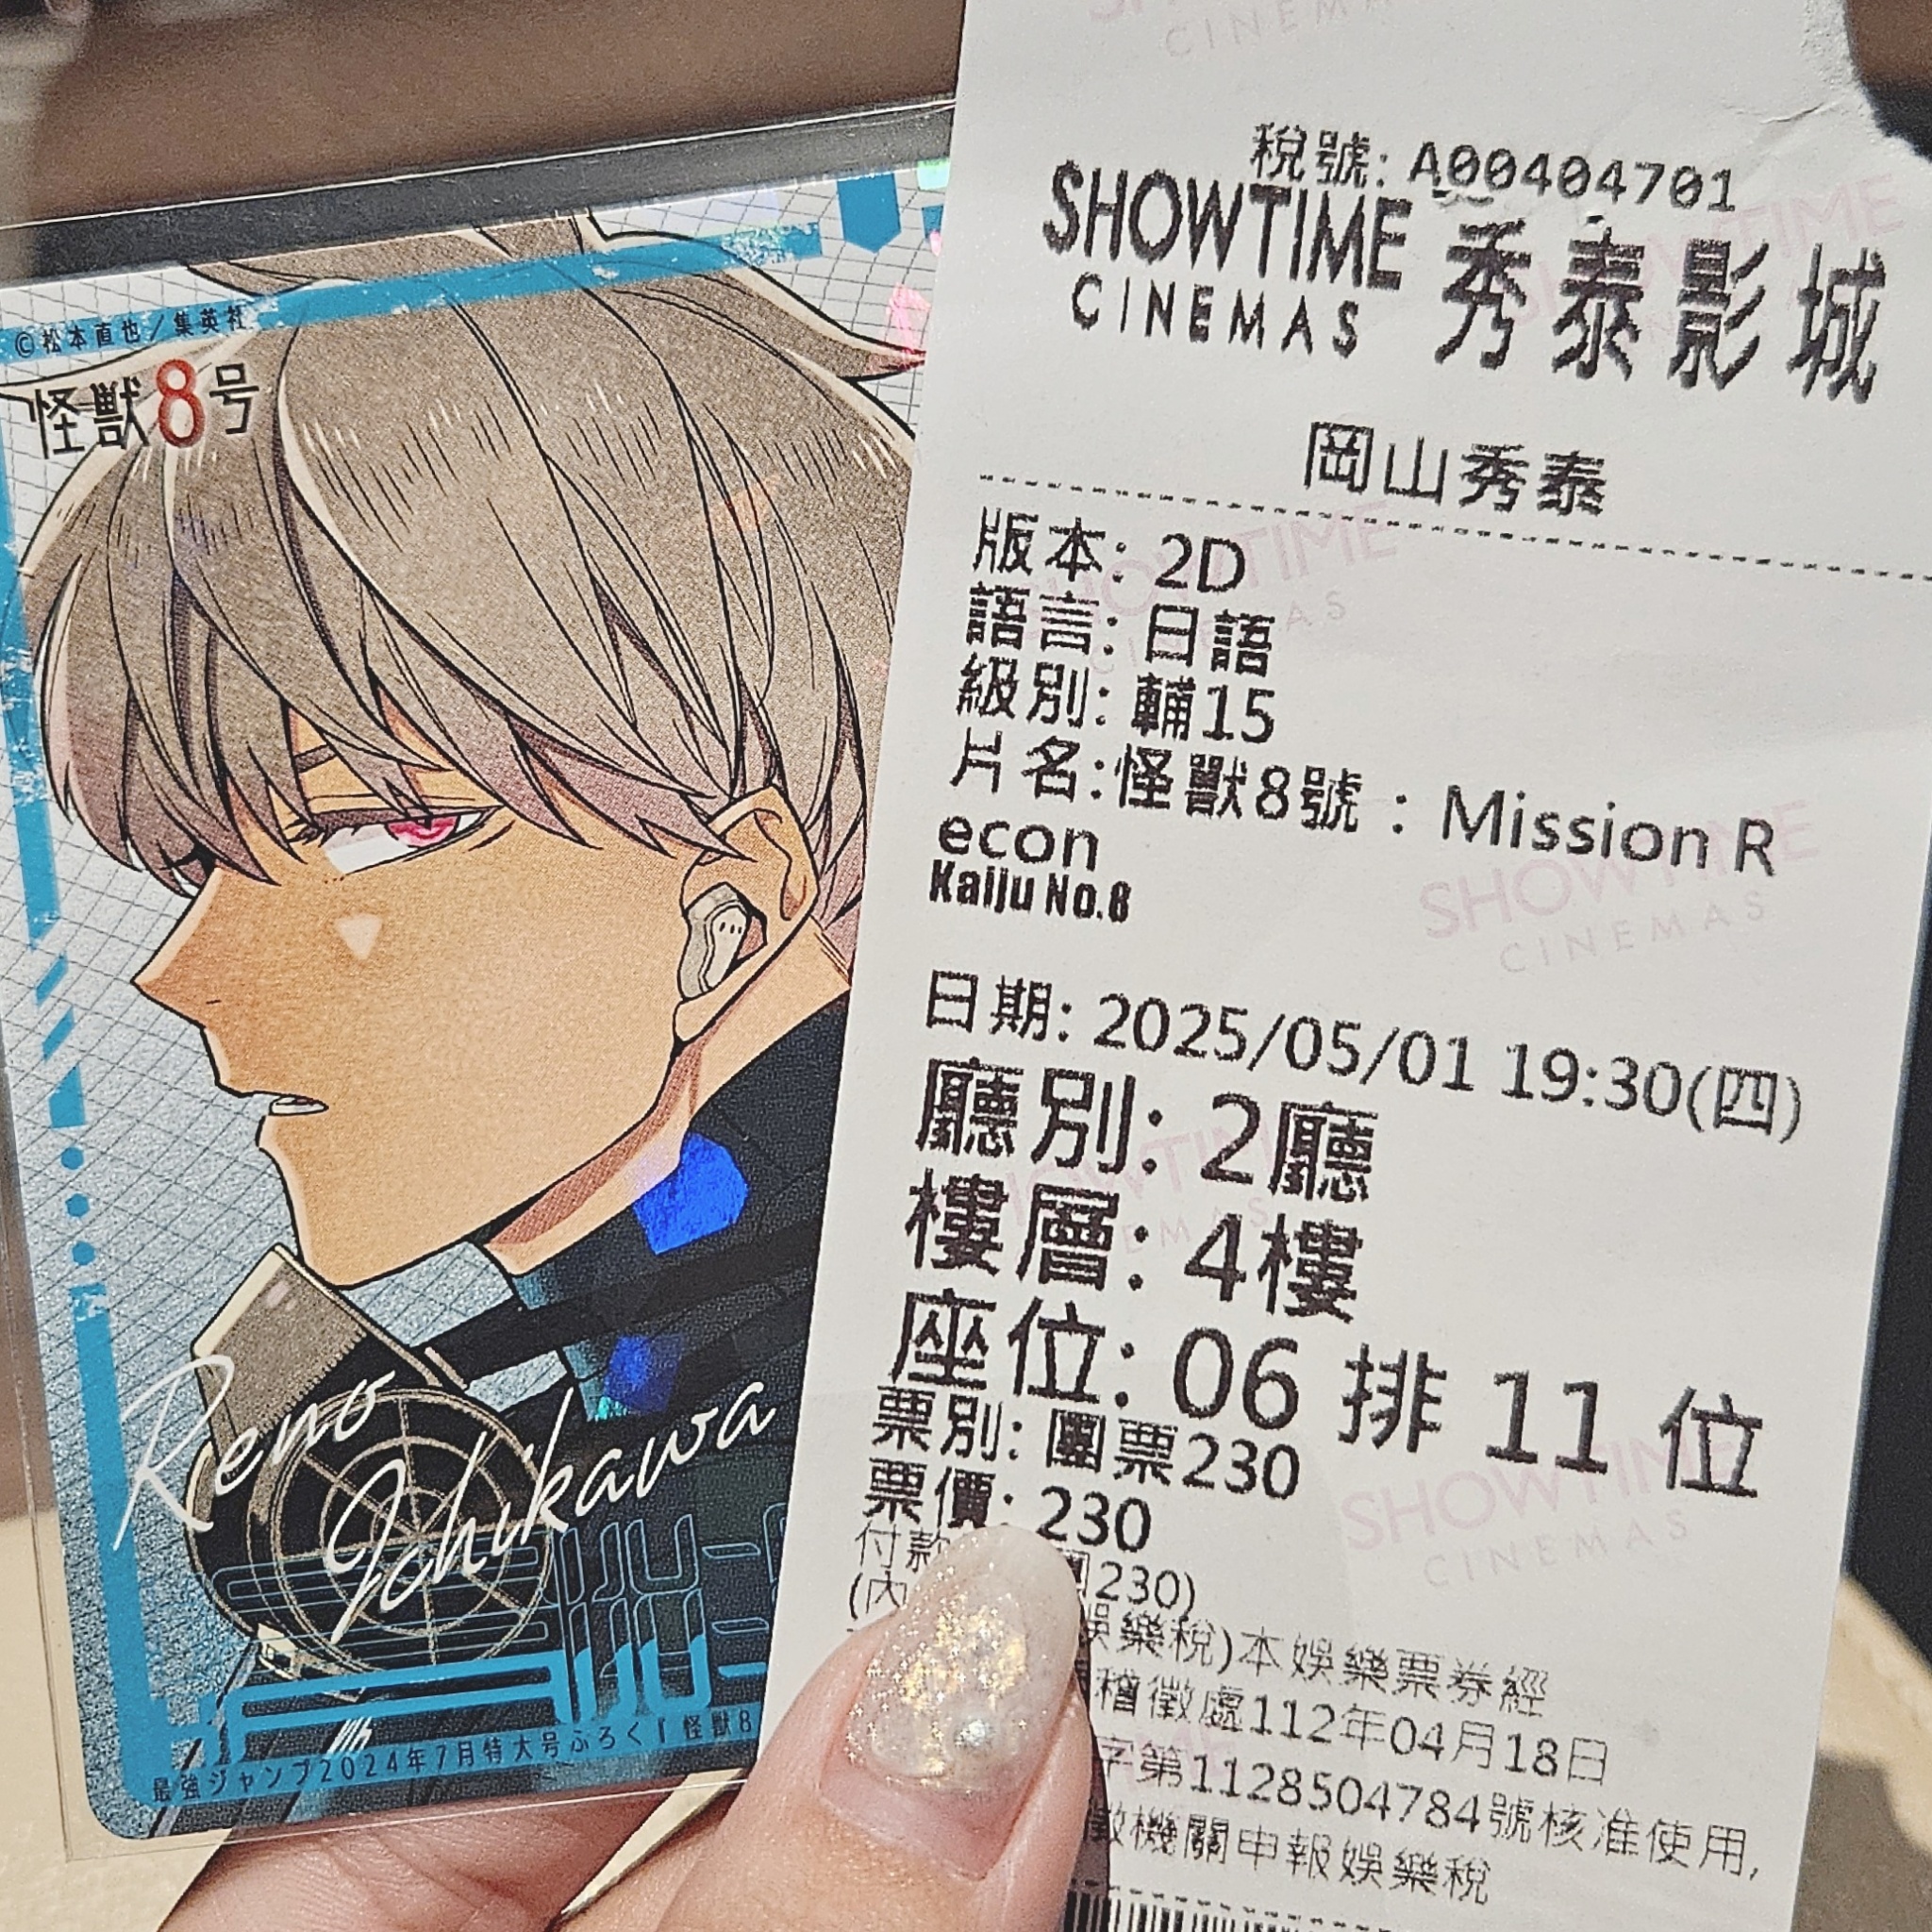 ©松本直也/集英社
怪獣8号
Reno
Ichikawa
最強ジャンプ2024年7月特大号ふろく『怪獣8
稅號: A00404701
SHOWTIME 秀泰影城
CINEMAS
岡山秀泰
版本: 2D
語言: 日語
級別: 輔15
片名:怪獸8號：Mission R
econ
Kaiju No.8
日期: 2025/05/01 19:30(四)
廳別: 2廳
樓層: 4樓
座位: 06 排 11 位
票別: 團票230
票價: 230
付款 230)
(內 娛樂稅)本娛樂票券經
稽徵處112年04月18日
字第1128504784號核准使用,
徵機關申報娛樂稅
SHOWTIME
CINEMAS